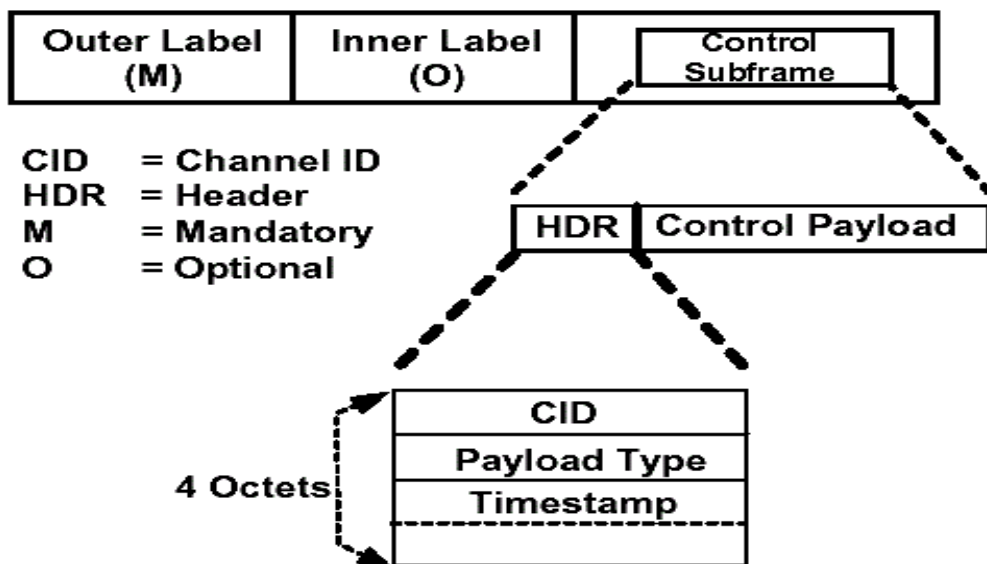 Outer Label
(M)
Inner Label
(O)
Control
Subframe
CID = Channel ID
HDR = Header
M = Mandatory
O = Optional
HDR
Control Payload
4 Octets
CID
Payload Type
Timestamp